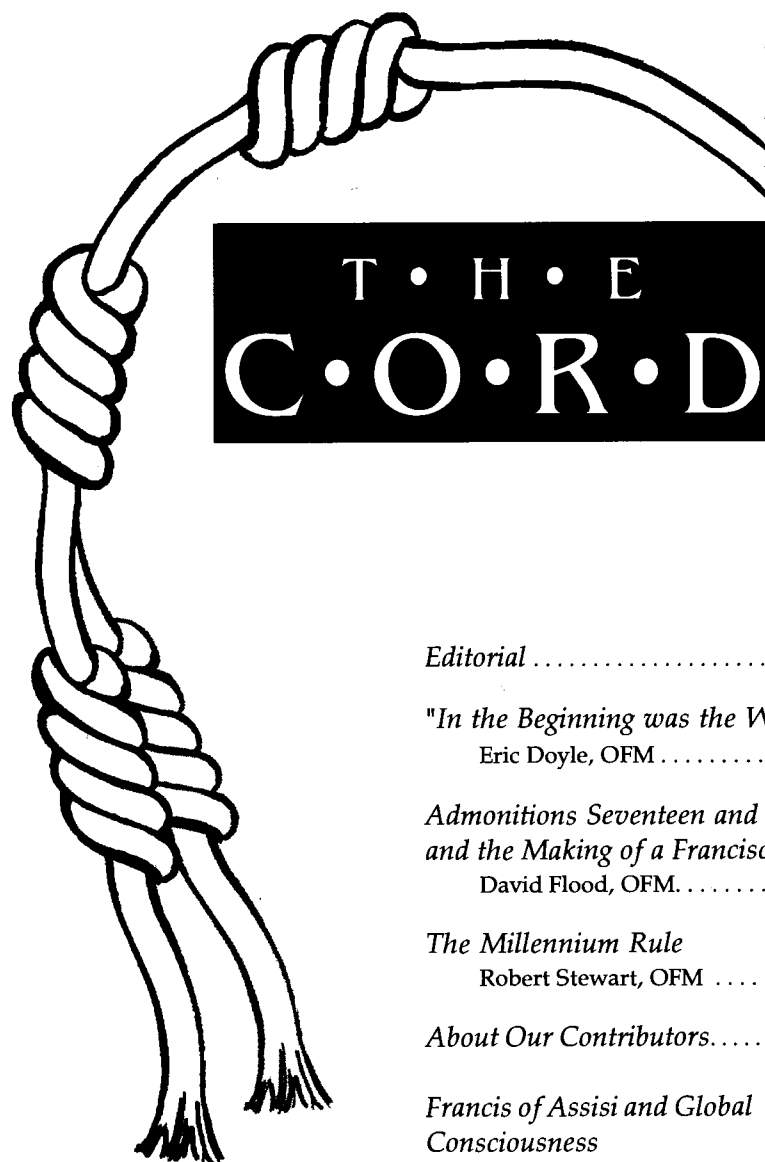 T • H • E
C • O • R • D
Editorial ....................
"In the Beginning was the
Eric Doyle, OFM ..........
Admonitions Seventeen and
and the Making of a
David Flood, OFM.........
The Millennium Rule
Robert Stewart, OFM ....
About Our Contributors.....
Francis of Assisi and Global
Consciousness